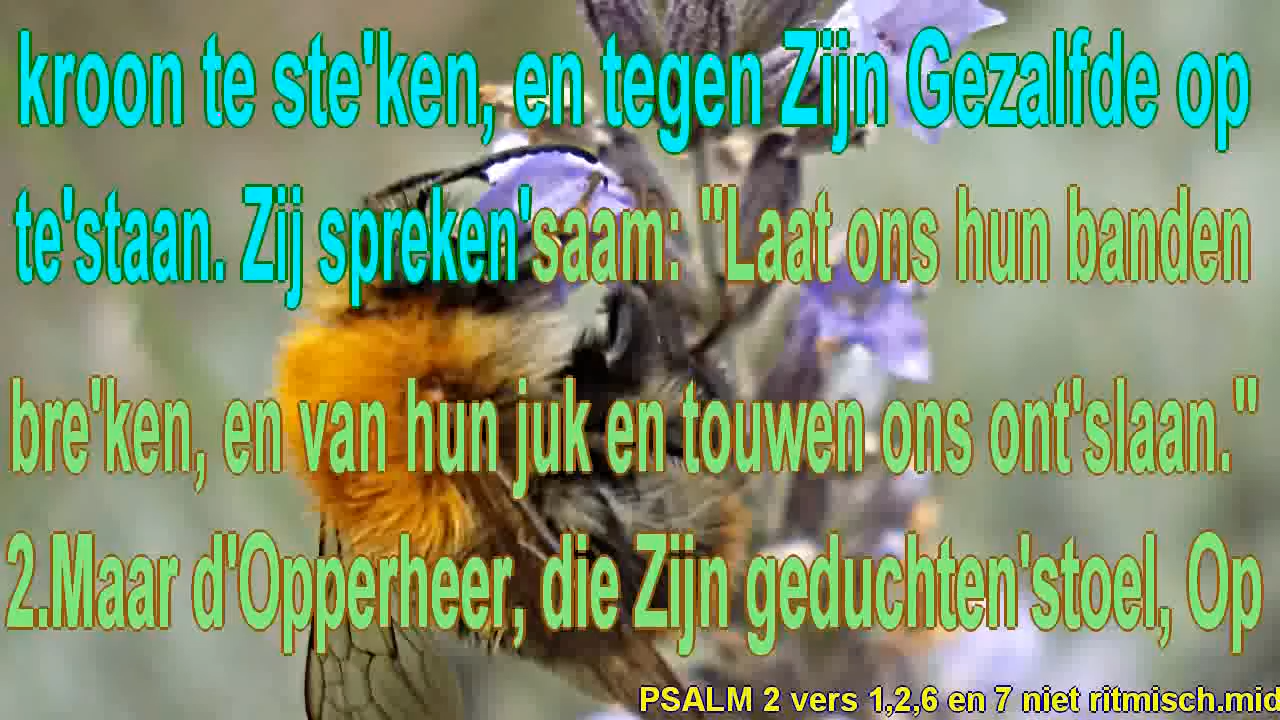 kroon te ste'ken, en tegen Zijn Gezalfde op
te'staan. Zij spreken'saam: "Laat ons hun banden
bre'ken, en van hun juk en touwen ons ont'slaan."
2.Maar d'Opperheer, die Zijn geduchten'stoel, Op
PSALM 2 vers 1,2,6 en 7 niet ritmisch.mid